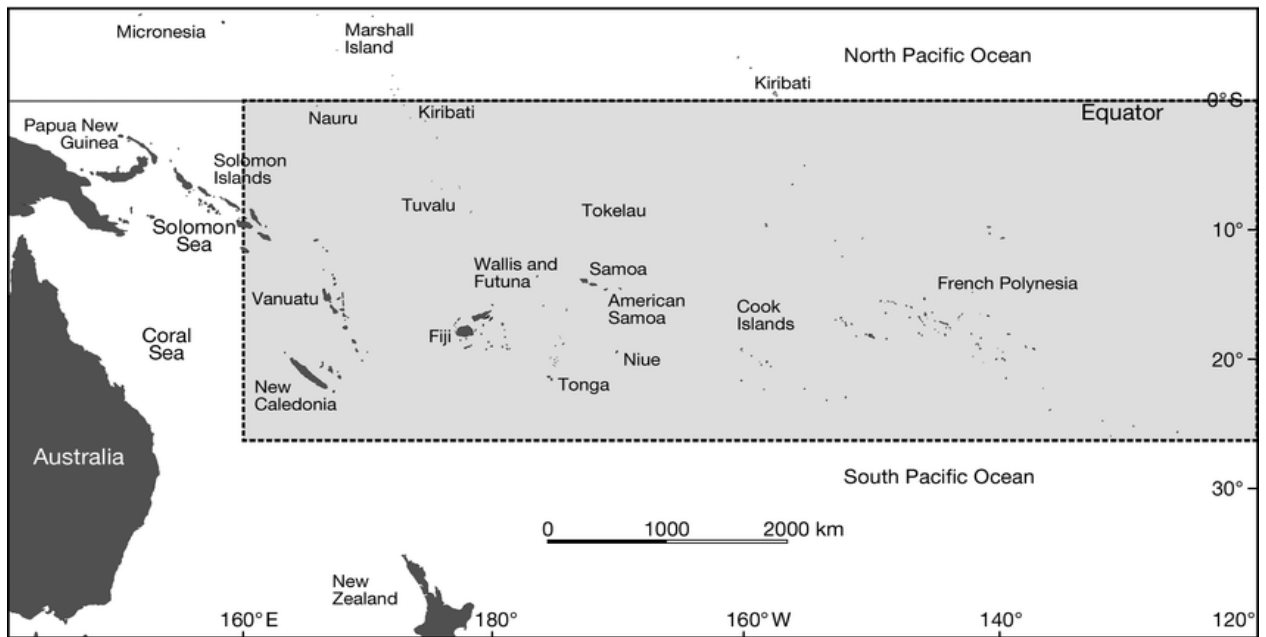 Micronesia
Marshall
Island
North Pacific Ocean
Kiribati
0°S
Equator
Papua New
Guinea
Nauru
Kiribati
Solomon
Islands
Tuvalu
Tokelau
Solomon
Sea
10°
Wallis and
Futuna
Samoa
American
Samoa
French Polynesia
Vanuatu
Cook
Islands
Coral
Sea
Fiji
Niue
20°
Tonga
New
Caledonia
Australia
South Pacific Ocean
30°
0 1000 2000 km
New
Zealand
160°E 180° 160°W 140° 120°